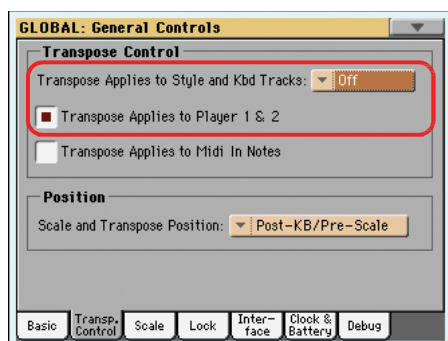 GLOBAL: General Controls
Transpose Control
Transpose Applies to Style and Kbd Tracks: Off
Transpose Applies to Player 1 & 2
Transpose Applies to Midi In Notes
Position
Scale and Transpose Position: Post-KB/Pre-Scale
Basic Transp. Control Scale Lock Inter- face Clock & Battery Debug